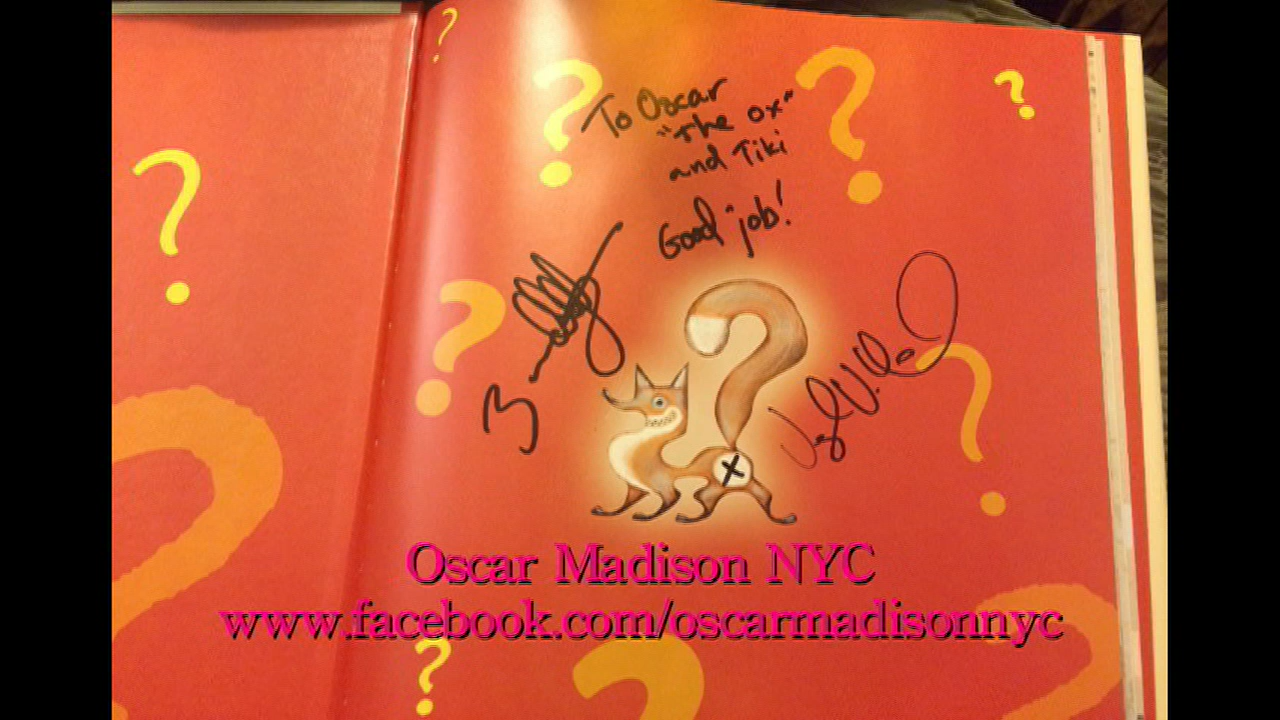 To Oscar
"The Ox"
and Tiki
Good job!
X
Oscar Madison NYC
www.facebook.com/oscarmadisonnyc